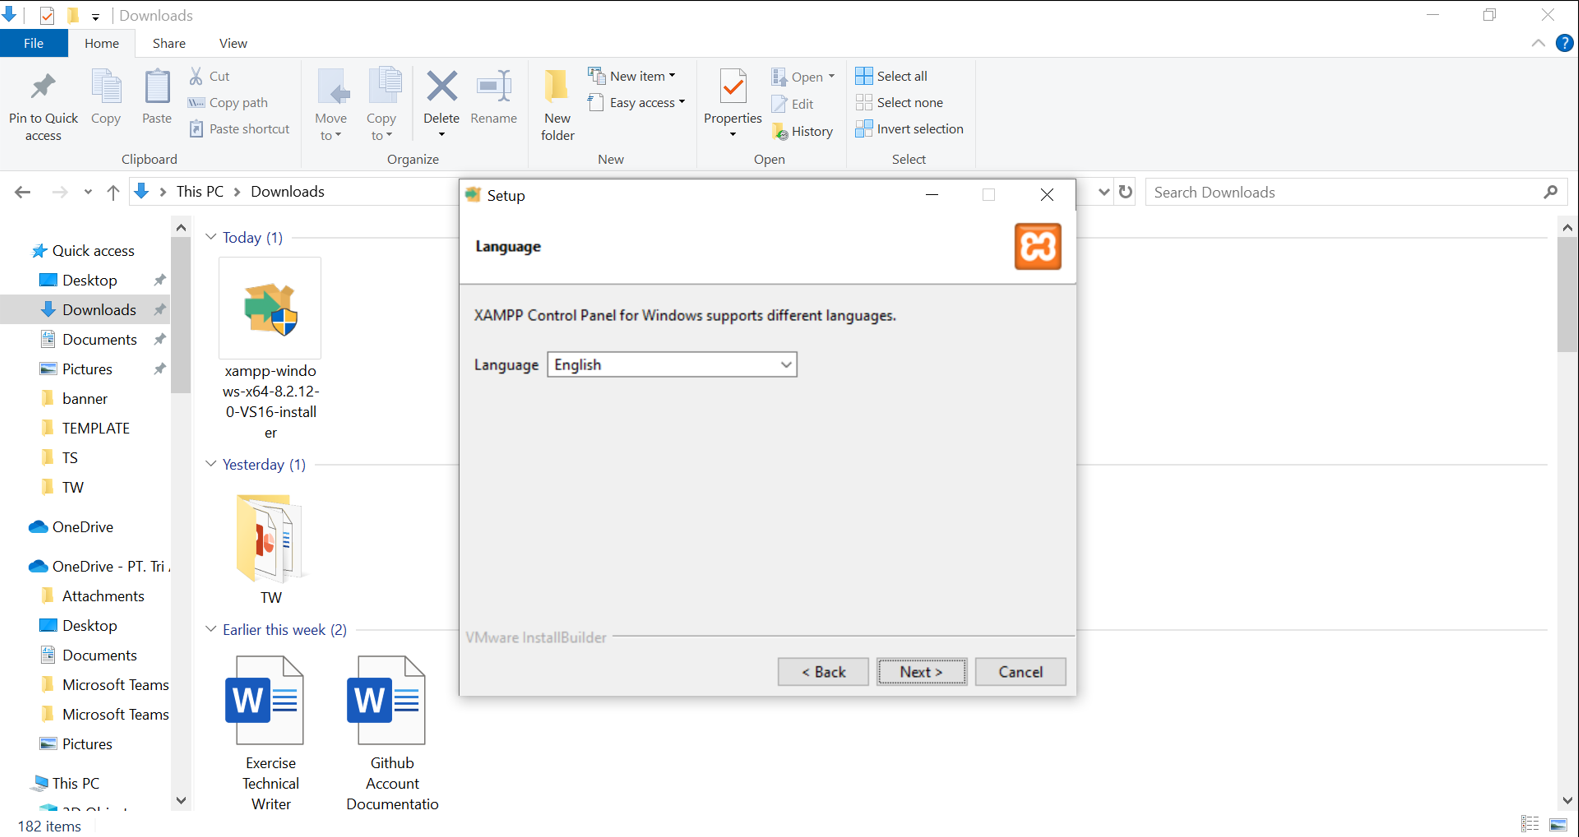 Downloads
File Home Share View
Pin to Quick access
Copy
Paste
Cut
Copy path
Paste shortcut
Clipboard
Move to
Copy to
Delete
Rename
Organize
New folder
New item
Easy access
New
Properties
Open
Edit
History
Open
Select all
Select none
Invert selection
Select
This PC > Downloads
Search Downloads
Quick access
Desktop
Downloads
Documents
Pictures
banner
TEMPLATE
TS
TW
OneDrive
OneDrive - PT. Tri
Attachments
Desktop
Documents
Microsoft Teams
Microsoft Teams
Pictures
This PC
182 items
Today (1)
xampp-windo
ws-x64-8.2.12-
0-VS16-install
er
Yesterday (1)
TW
Earlier this week (2)
Exercise
Technical
Writer
Github
Account
Documentatio
Setup
Language
XAMPP Control Panel for Windows supports different languages.
Language English
VMware InstallBuilder
< Back Next > Cancel